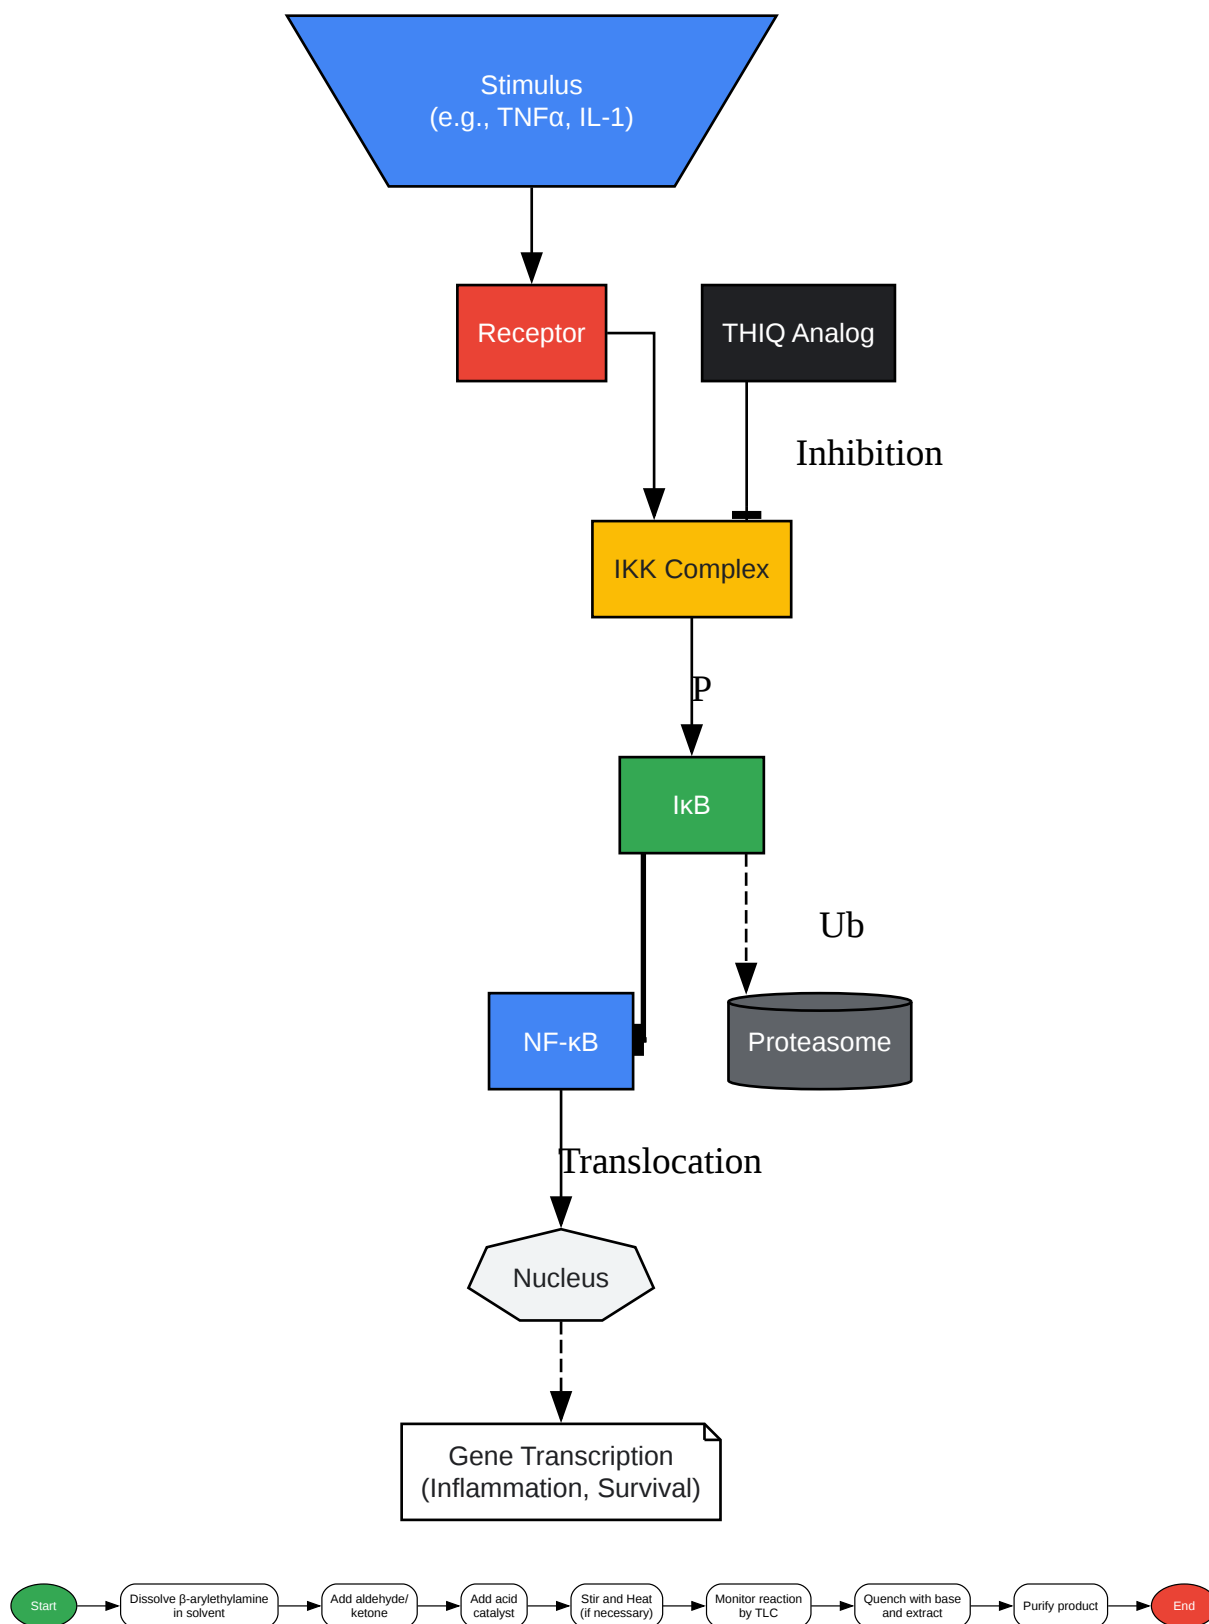 Stimulus
(e.g., TNFα, IL-1)
Receptor
THIQ Analog
Inhibition
IKK Complex
P
IκB
Ub
NF-κB
Proteasome
Translocation
Nucleus
Gene Transcription
(Inflammation, Survival)
Start
Dissolve β-arylethylamine
in solvent
Add aldehyde/
ketone
Add acid
catalyst
Stir and Heat
(if necessary)
Monitor reaction
by TLC
Quench with base
and extract
Purify product
End